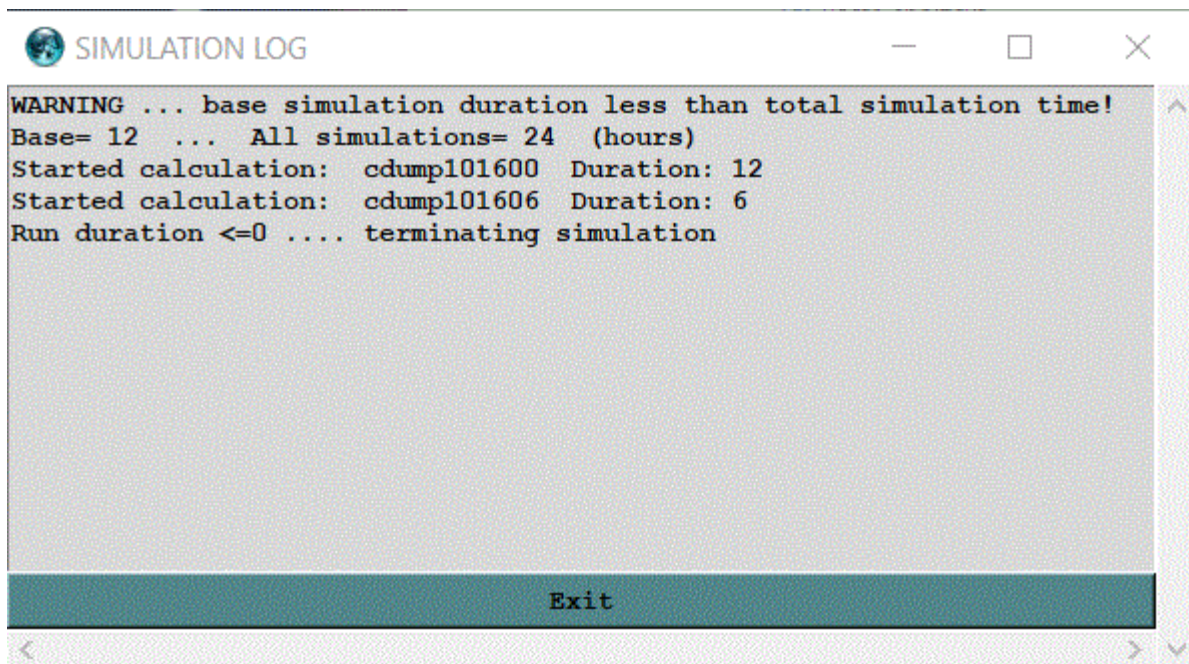 SIMULATION LOG
WARNING ... base simulation duration less than total simulation time!
Base= 12 ... All simulations= 24 (hours)
Started calculation: cdump101600 Duration: 12
Started calculation: cdump101606 Duration: 6
Run duration <=0 .... terminating simulation
Exit